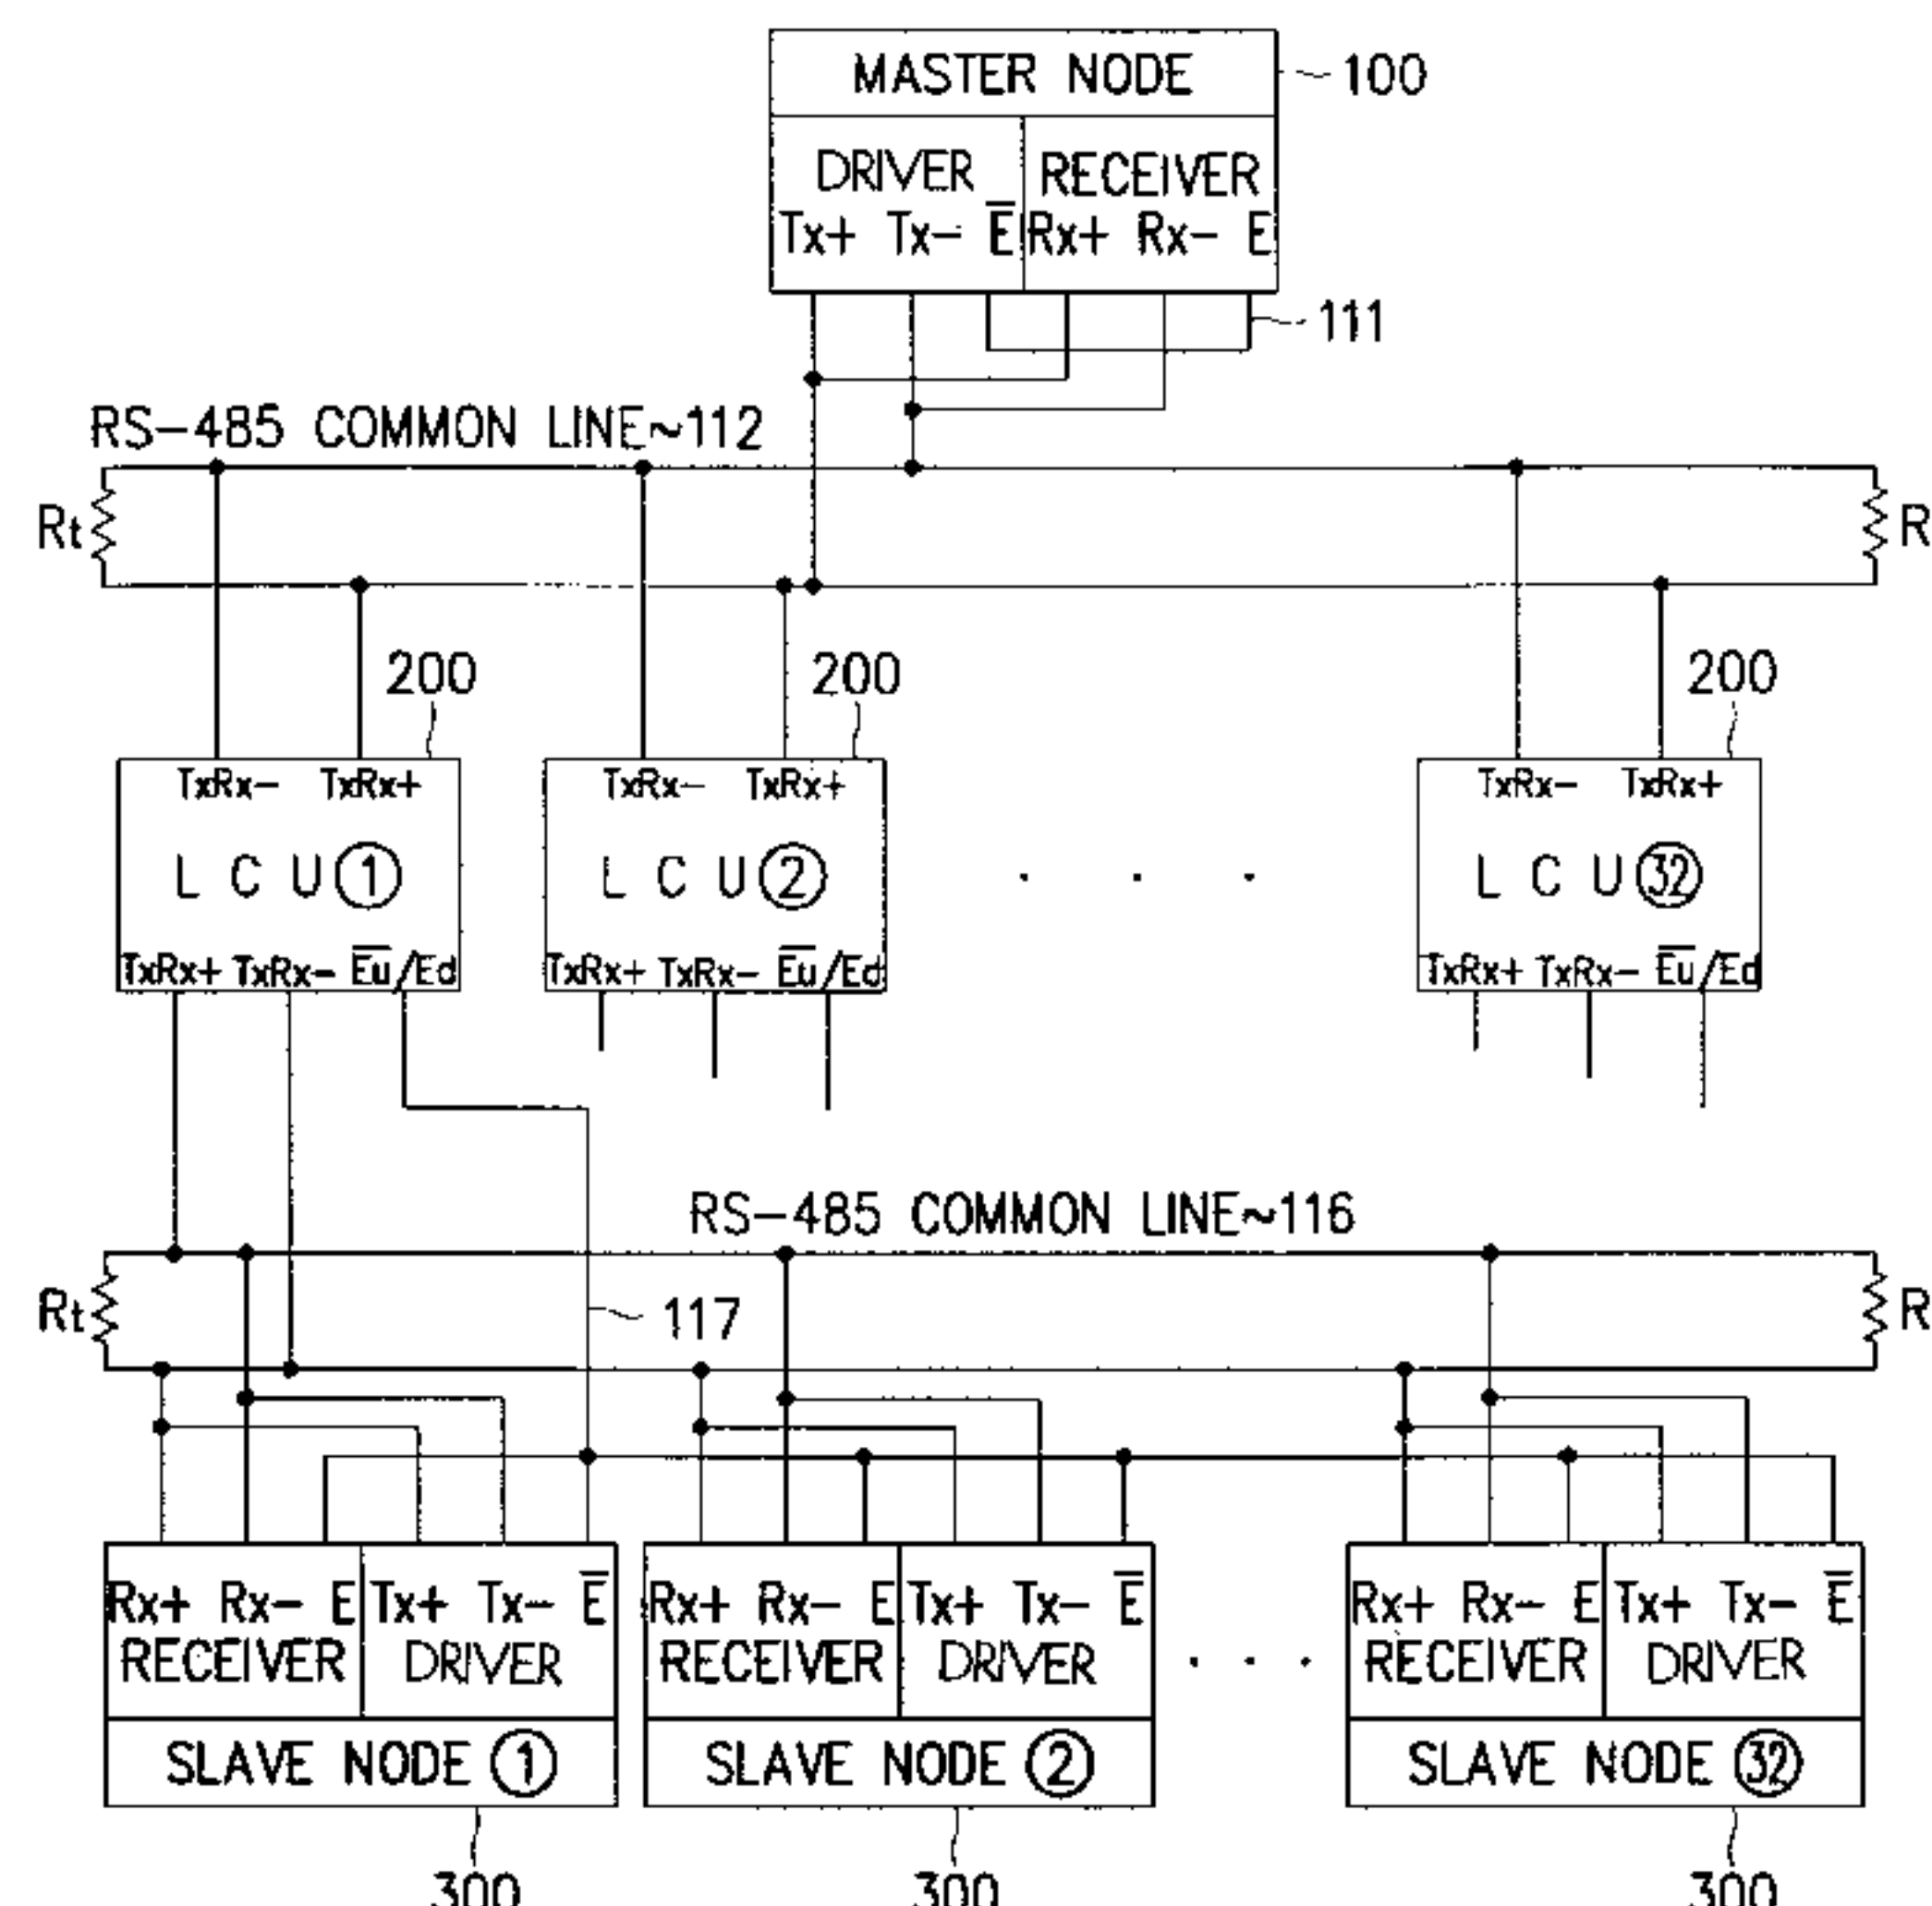 MASTER NODE
100
DRIVER RECEIVER
Tx+ Tx- E̅ Rx+ Rx- E
111
RS-485 COMMON LINE~112
Rt R
200 200 200
TxRx- TxRx+ TxRx- TxRx+ TxRx- TxRx+
L C U ① L C U ② . . . L C U ㉜
TxRx+ TxRx- E̅u̅/Ed TxRx+ TxRx- E̅u̅/Ed TxRx+ TxRx- E̅u̅/Ed
RS-485 COMMON LINE~116
Rt 117 R
Rx+ Rx- E Tx+ Tx- E̅ Rx+ Rx- E Tx+ Tx- E̅ Rx+ Rx- E Tx+ Tx- E̅
RECEIVER DRIVER RECEIVER DRIVER . . . RECEIVER DRIVER
SLAVE NODE ① SLAVE NODE ② SLAVE NODE ㉜
300 300 300